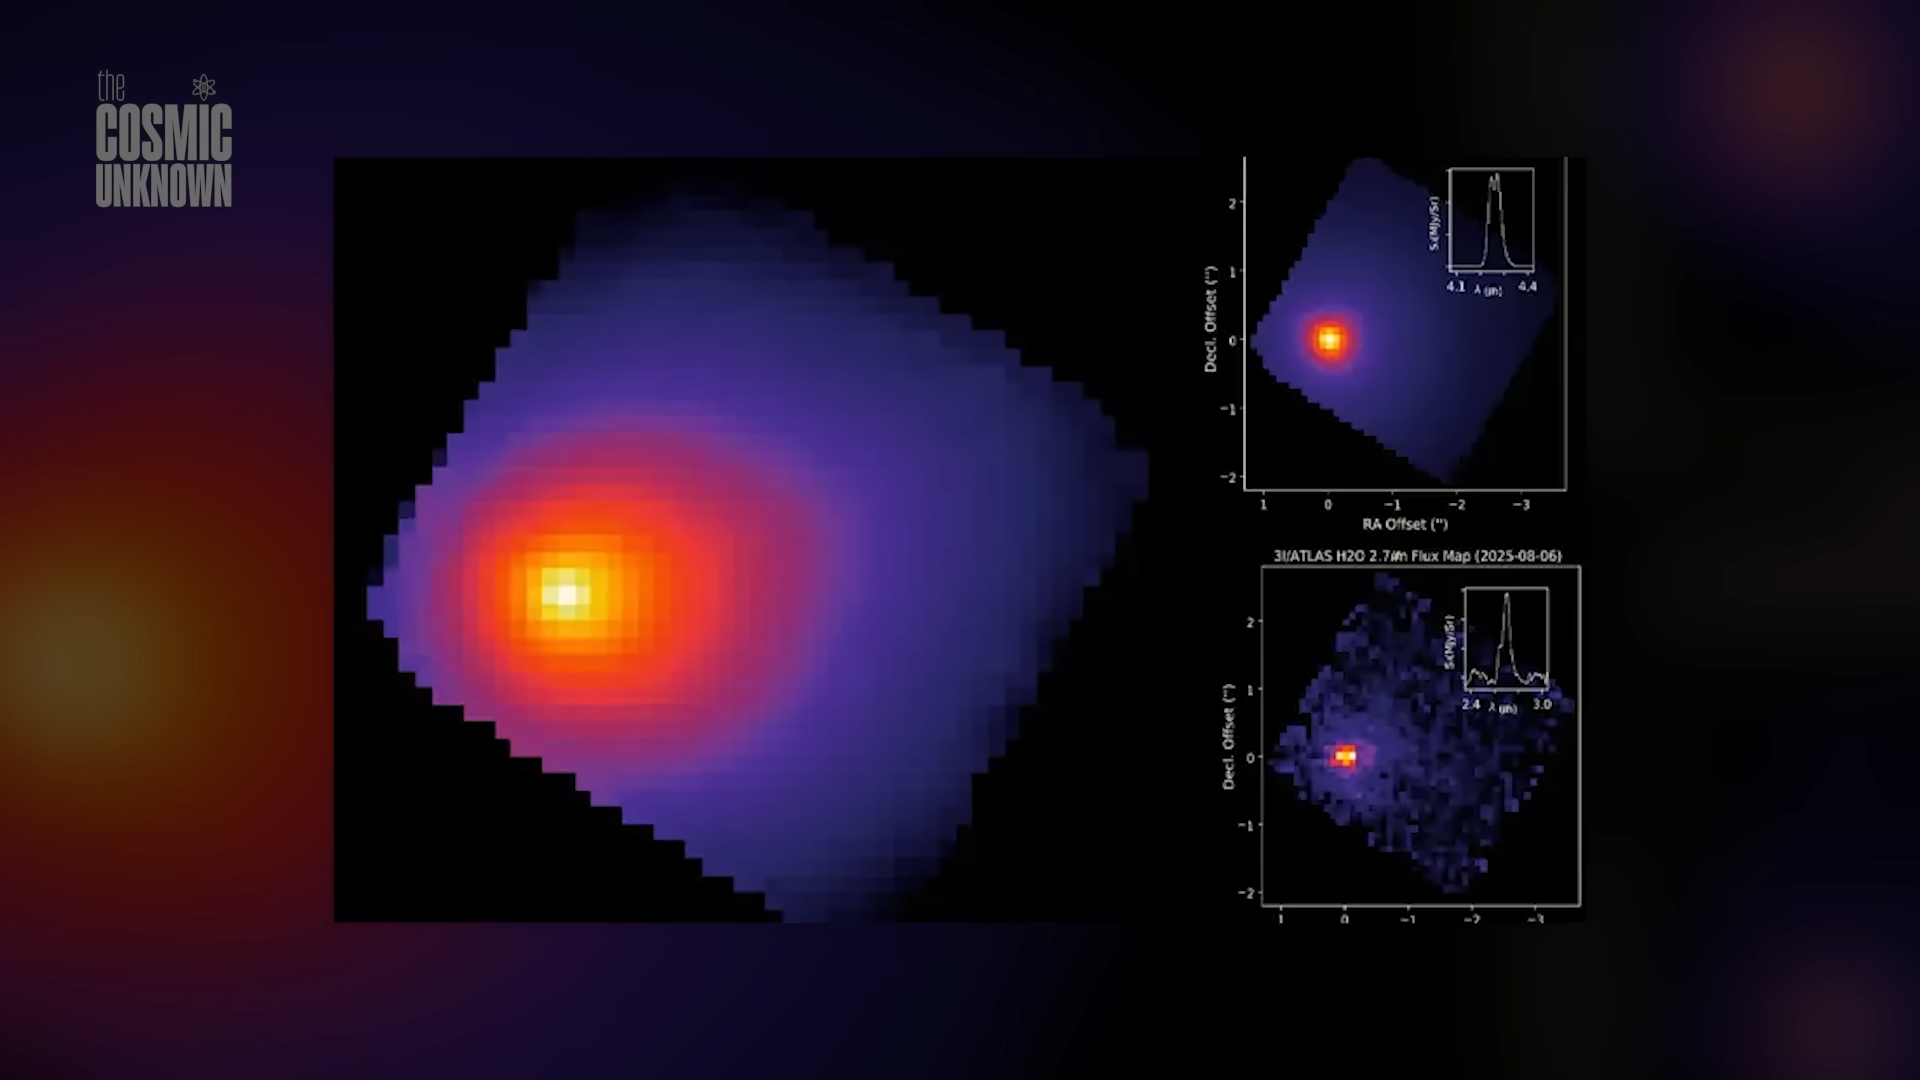 the
COSMIC
UNKNOWN
2
1
0
−1
−2
Decl. Offset (")
1 0 −1 −2 −3
RA Offset (")
4.1 λ 4.4
3I/ATLAS H2O 2.7 Flux Map (2025-08-06)
2
1
0
−1
−2
Decl. Offset (")
2.4 λ 3.0
1 0 −1 −2 −3